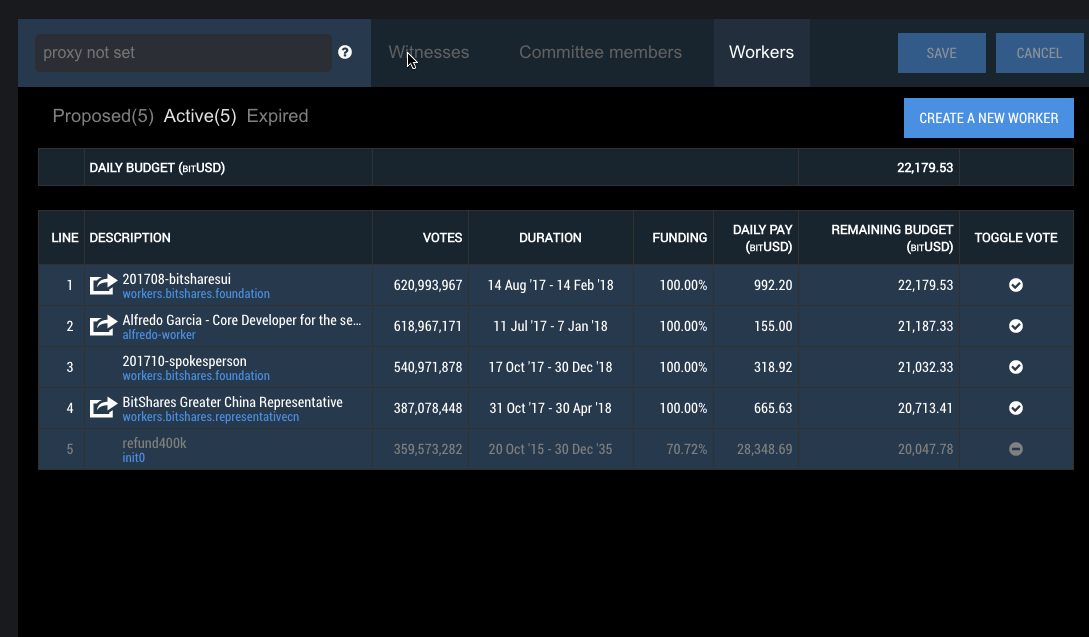 proxy not set ? Witnesses Committee members Workers SAVE CANCEL
Proposed(5) Active(5) Expired
CREATE A NEW WORKER
DAILY BUDGET (BITUSD) 22,179.53
LINE DESCRIPTION VOTES DURATION FUNDING DAILY PAY (BITUSD) REMAINING BUDGET (BITUSD) TOGGLE VOTE
1 201708-bitsharesui 620,993,967 14 Aug '17 - 14 Feb '18 100.00% 992.20 22,179.53
workers.bitshares.foundation
2 Alfredo Garcia - Core Developer for the se... 618,967,171 11 Jul '17 - 7 Jan '18 100.00% 155.00 21,187.33
alfredo-worker
3 201710-spokesperson 540,971,878 17 Oct '17 - 30 Dec '18 100.00% 318.92 21,032.33
workers.bitshares.foundation
4 BitShares Greater China Representative 387,078,448 31 Oct '17 - 30 Apr '18 100.00% 665.63 20,713.41
workers.bitshares.representativecn
5 refund400k 359,573,282 20 Oct '15 - 30 Dec '35 70.72% 28,348.69 20,047.78
init0